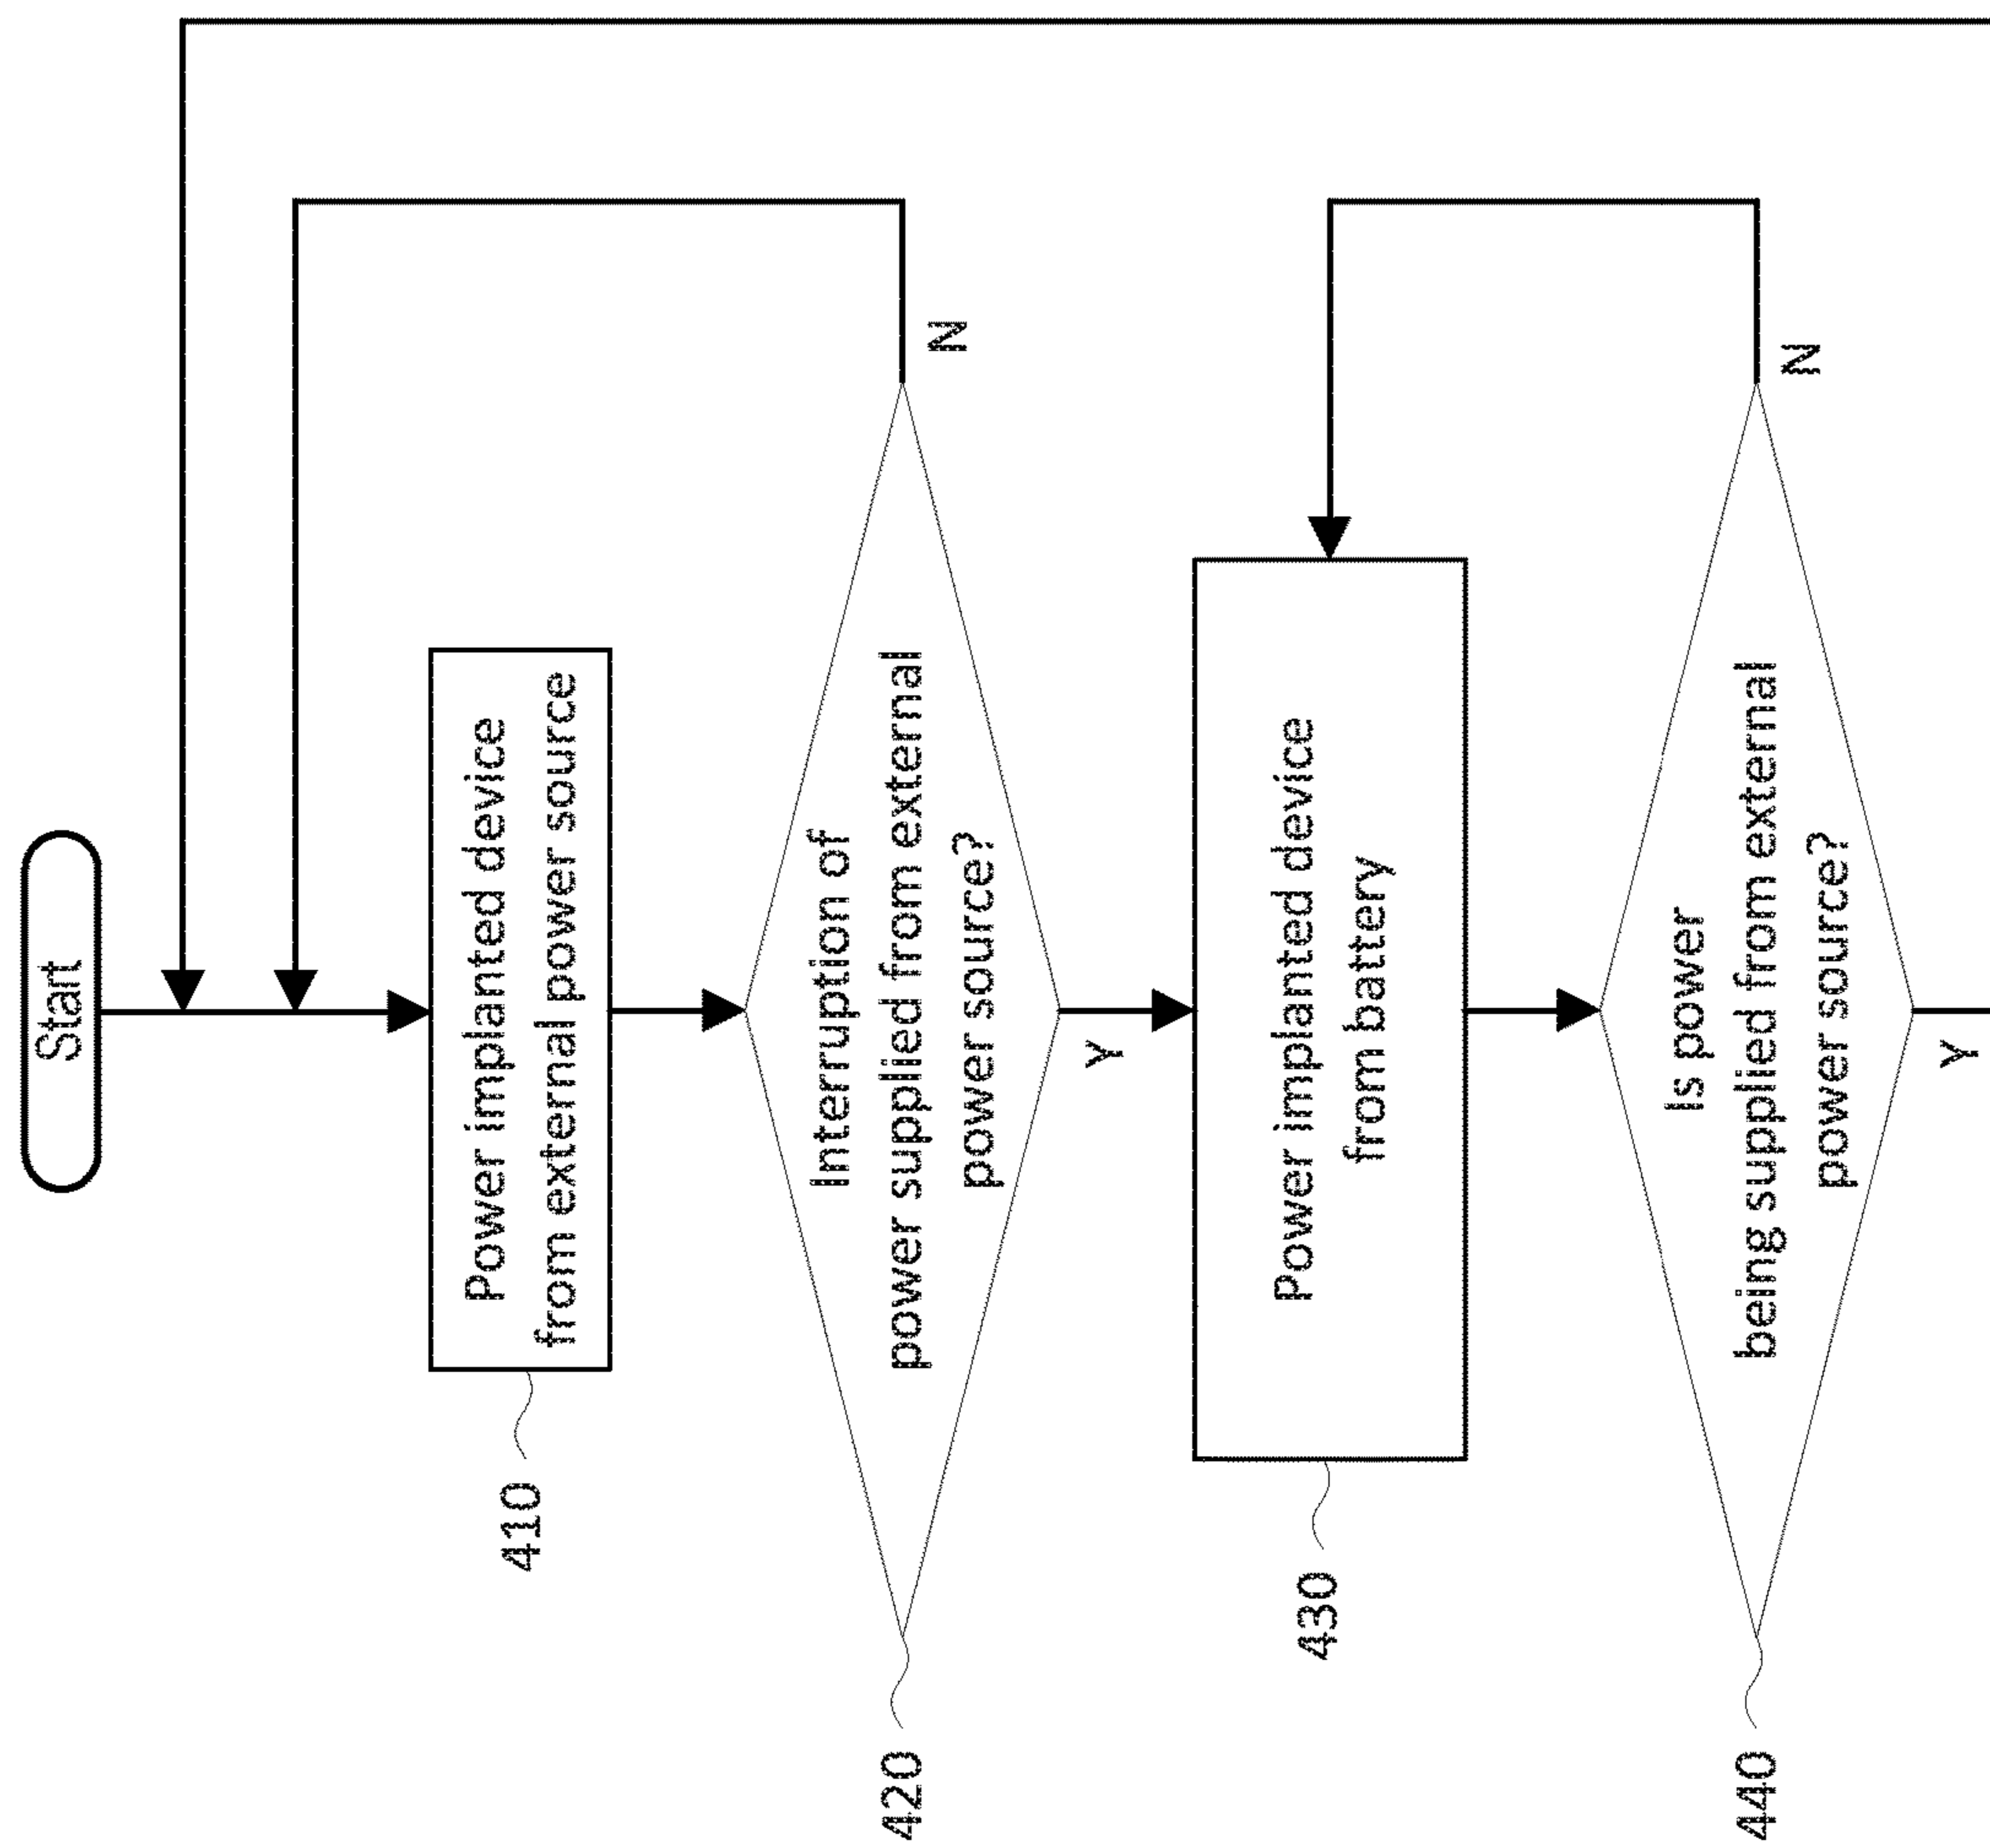 Start
Power implanted device
from external power source
410
Interruption of
power supplied from external
power source?
N
420
Y
Power implanted device
from battery
430
Is power
being supplied from external
power source?
N
440
Y